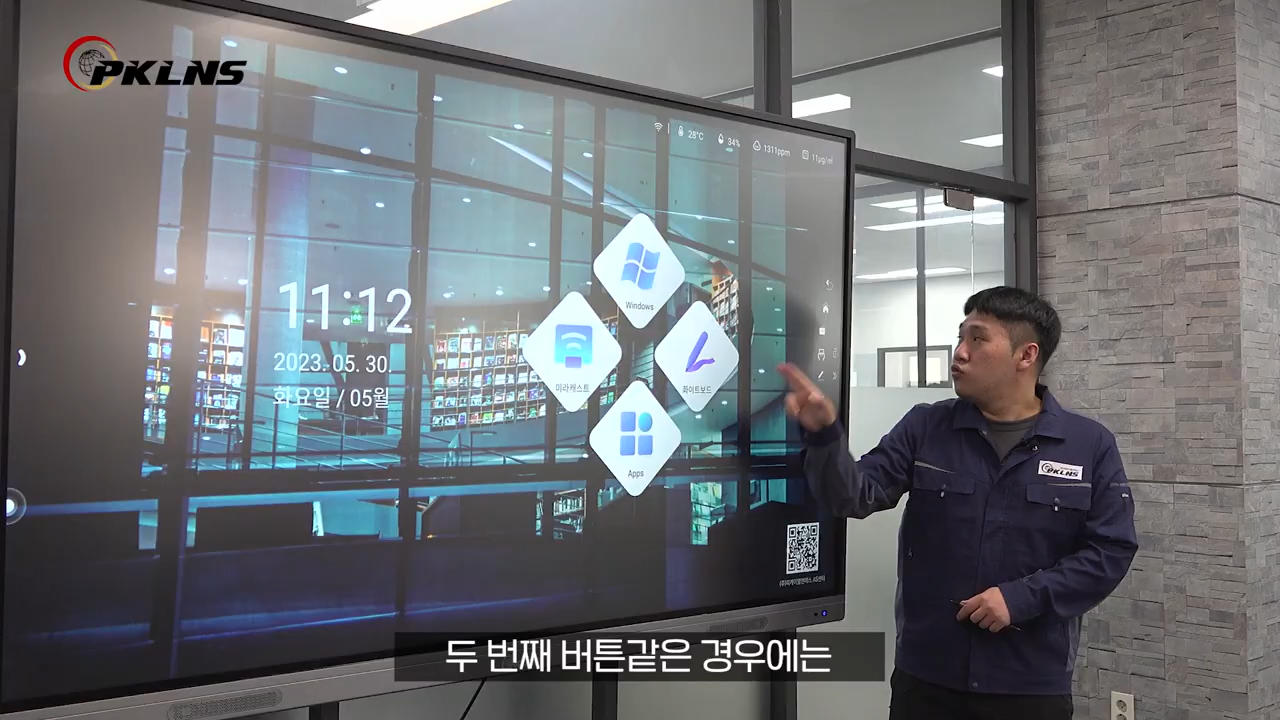 PKLNS
28°C
34%
1311ppm
11µg/㎥
Windows
11:12
2023. 05. 30.
화요일 / 05월
미라캐스트
화이트보드
Apps
PKLNS
두 번째 버튼같은 경우에는